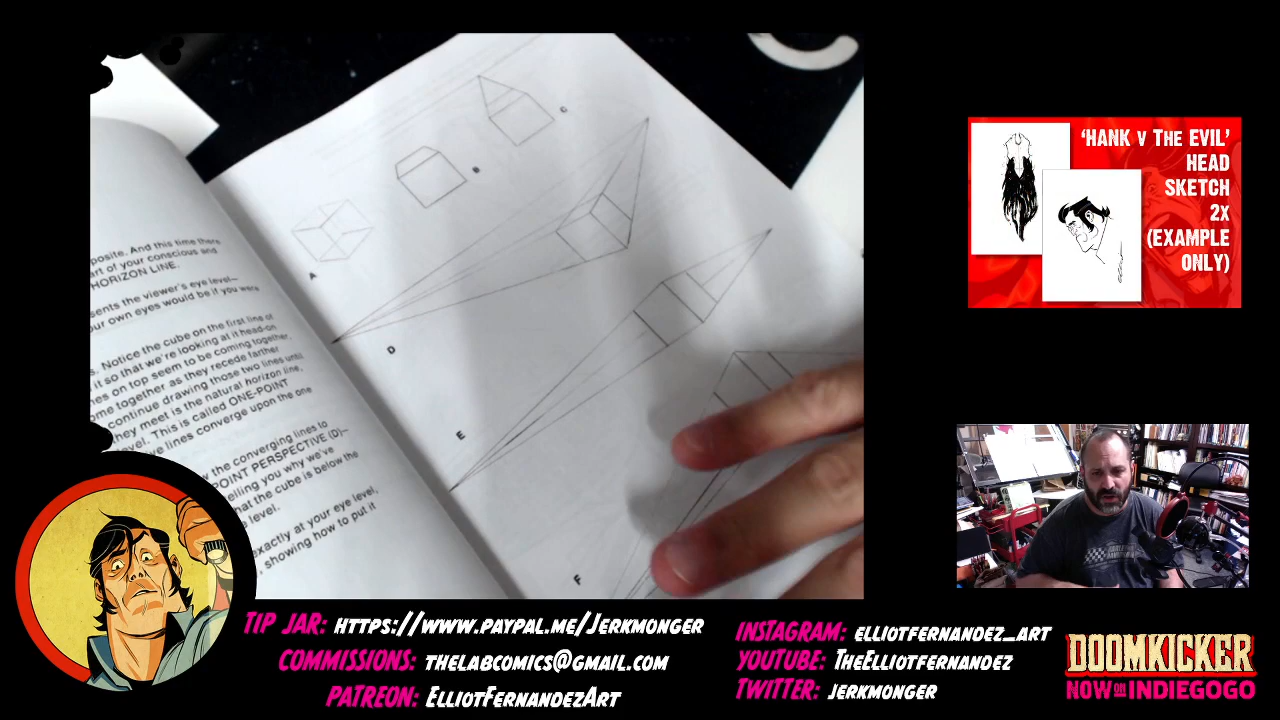 posite. And this time there
art of your conscious and
HORIZON LINE.
sents the viewer's eye level—
our own eyes would be if you were
s. Notice the cube on the first line of
it so that we're looking at it head-on
nes on top seem to be coming together,
ome together as they recede farther
continue drawing those two lines until
they meet is the natural horizon line,
evel. This is called ONE-POINT
ve lines converge upon the one
w the converging lines to
POINT PERSPECTIVE (D)—
telling you why we've
hat the cube is below the
e level.
exactly at your eye level,
, showing how to put it
A
B
C
D
E
F
'HANK V THE EVIL'
HEAD
SKETCH
2X
(EXAMPLE
ONLY)
TIP JAR: HTTPS://WWW.PAYPAL.ME/JERKMONGER
COMMISSIONS: THELABCOMICS@GMAIL.COM
PATREON: ELLIOTFERNANDEZART
INSTAGRAM: ELLIOTFERNANDEZ_ART
YOUTUBE: THEELLIOTFERNANDEZ
TWITTER: JERKMONGER
DOOMKICKER
NOW ON INDIEGOGO